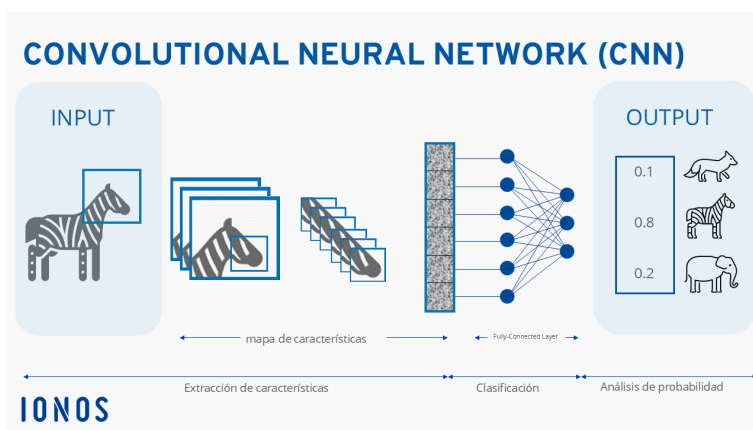 CONVOLUTIONAL NEURAL NETWORK (CNN)
INPUT
OUTPUT
0.1
0.8
0.2
mapa de características
Fully-Connected Layer
Extracción de características
Clasificación
Análisis de probabilidad
IONOS